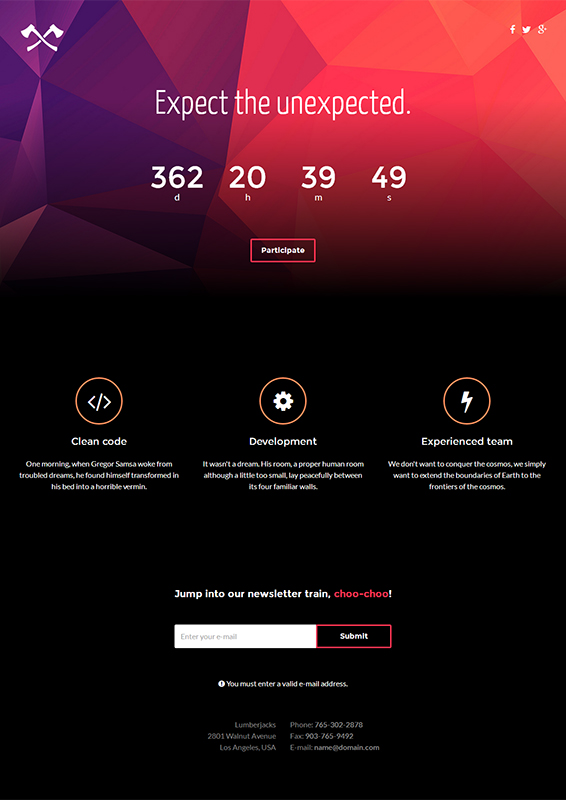 Expect the unexpected.
362 20 39 49
d h m s
Participate
Clean code
One morning, when Gregor Samsa woke from
troubled dreams, he found himself transformed in
his bed into a horrible vermin.
Development
It wasn't a dream. His room, a proper human room
although a little too small, lay peacefully between
its four familiar walls.
Experienced team
We don't want to conquer the cosmos, we simply
want to extend the boundaries of Earth to the
frontiers of the cosmos.
Jump into our newsletter train, choo-choo!
Enter your e-mail
Submit
You must enter a valid e-mail address.
Lumberjacks
2801 Walnut Avenue
Los Angeles, USA
Phone: 765-302-2878
Fax: 903-765-9492
E-mail: name@domain.com